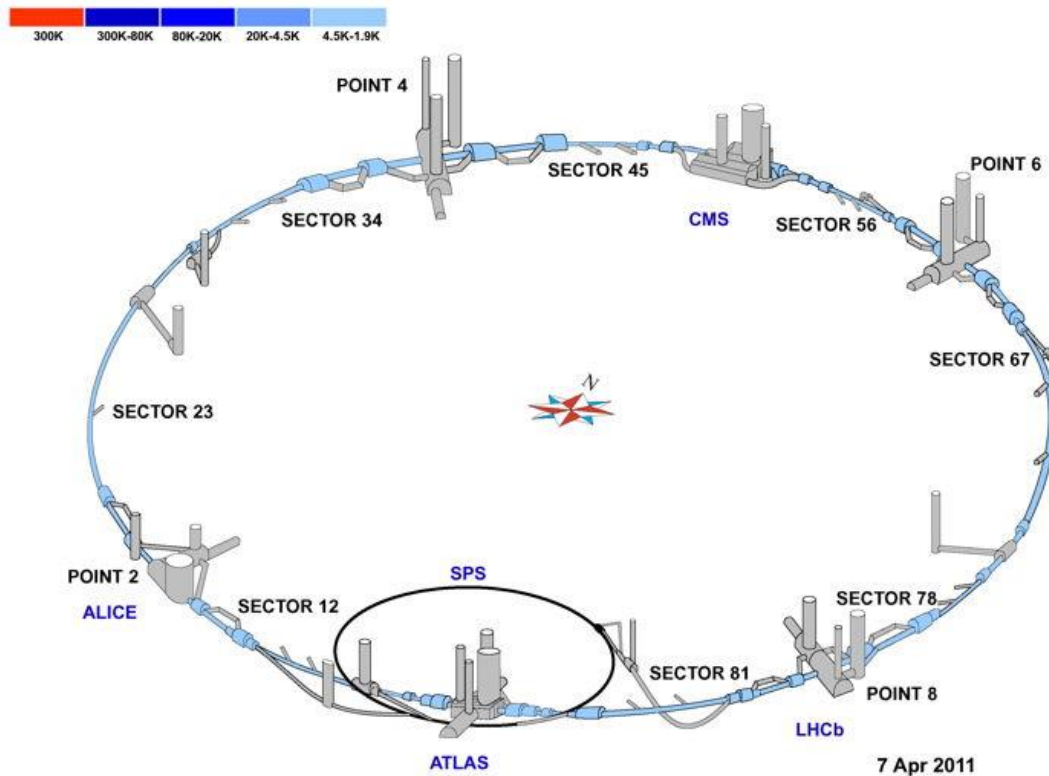 300K 300K-80K 80K-20K 20K-4.5K 4.5K-1.9K
POINT 4
SECTOR 45
POINT 6
SECTOR 34
CMS
SECTOR 56
N
SECTOR 67
SECTOR 23
POINT 2
SPS
ALICE
SECTOR 12
SECTOR 78
SECTOR 81
POINT 8
LHCb
ATLAS
7 Apr 2011